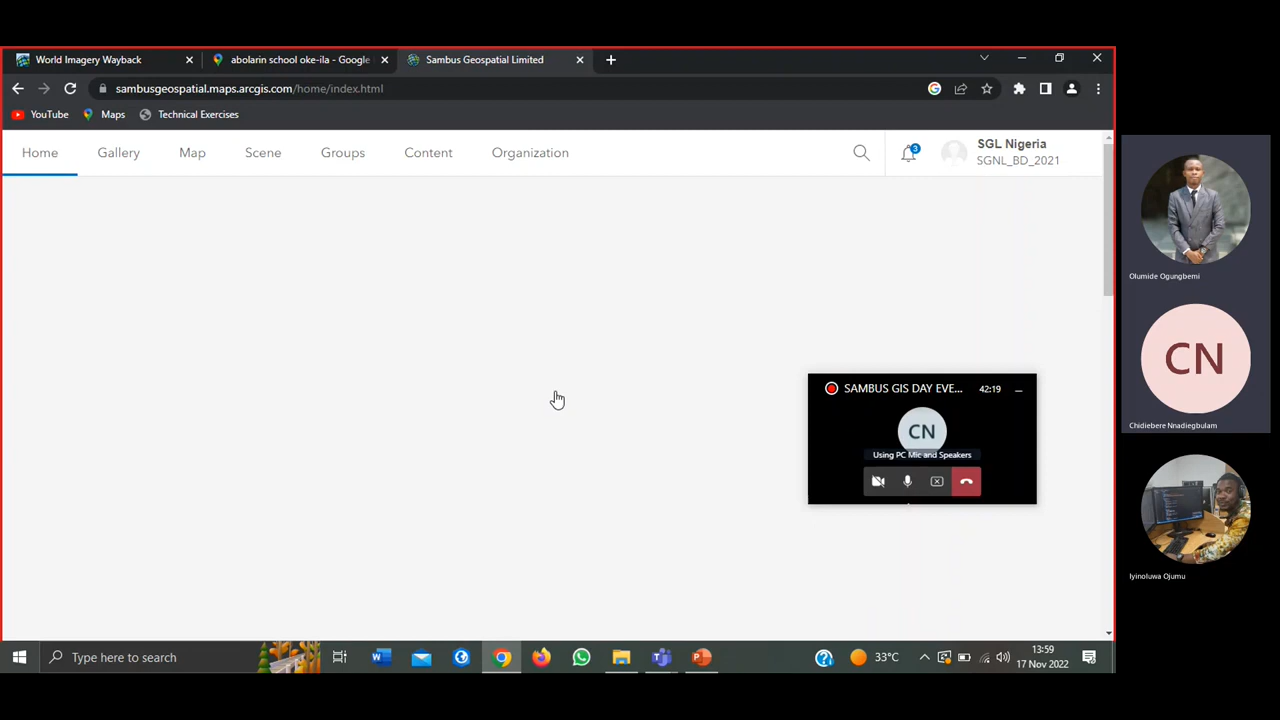 World Imagery Wayback
abolarin school oke-ila - Google
Sambus Geospatial Limited
sambusgeospatial.maps.arcgis.com/home/index.html
YouTube
Maps
Technical Exercises
Home
Gallery
Map
Scene
Groups
Content
Organization
3
SGL Nigeria
SGNL_BD_2021
SAMBUS GIS DAY EVE...
42:19
CN
Using PC Mic and Speakers
Olumide Ogungbemi
CN
Chidiebere Nnadiegbulam
Iyinoluwa Ojumu
Type here to search
33°C
13:59
17 Nov 2022